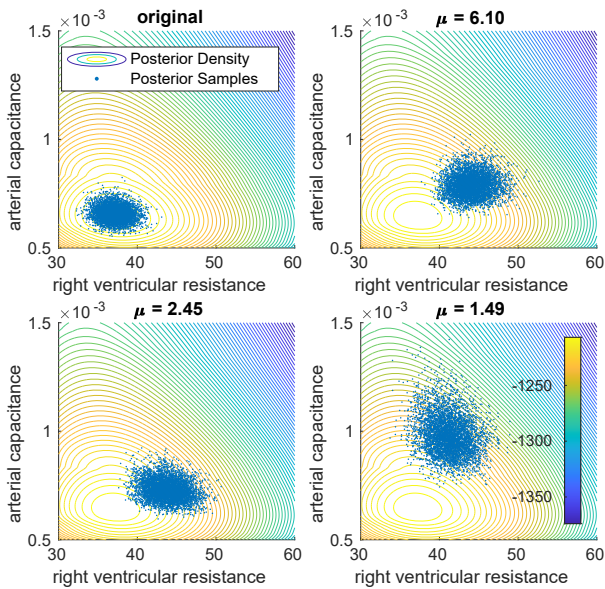 original
×10⁻³
1.5
1
0.5
arterial capacitance
Posterior Density
Posterior Samples
30
40
50
60
right ventricular resistance
μ = 6.10
×10⁻³
1.5
1
0.5
arterial capacitance
30
40
50
60
right ventricular resistance
μ = 2.45
×10⁻³
1.5
1
0.5
arterial capacitance
30
40
50
60
right ventricular resistance
μ = 1.49
×10⁻³
1.5
1
0.5
arterial capacitance
-1250
-1300
-1350
30
40
50
60
right ventricular resistance